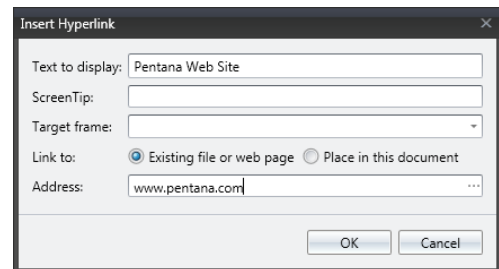 Insert Hyperlink
Text to display: Pentana Web Site
ScreenTip:
Target frame:
Link to: Existing file or web page Place in this document
Address: www.pentana.com ...
OK Cancel